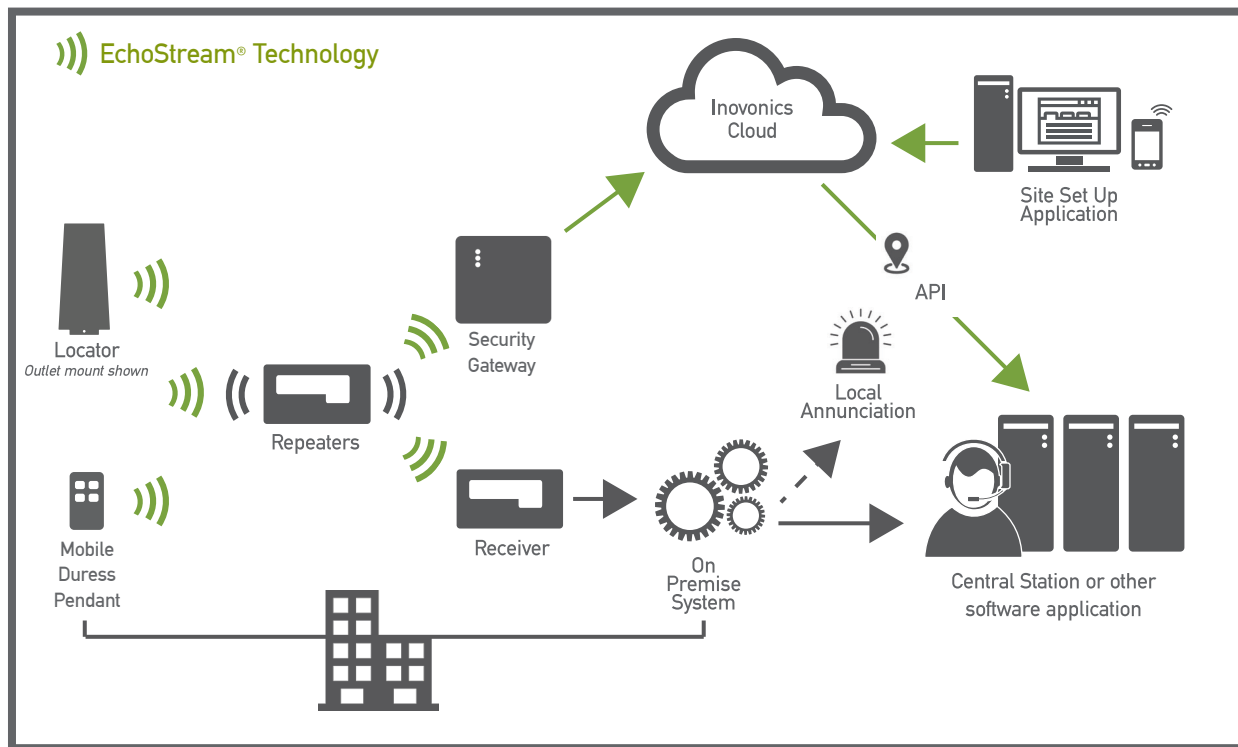 EchoStream® Technology
Inovonics
Cloud
Site Set Up
Application
API
Locator
Outlet mount shown
Security
Gateway
Local
Annunciation
Repeaters
Mobile
Duress
Pendant
Receiver
On
Premise
System
Central Station or other
software application